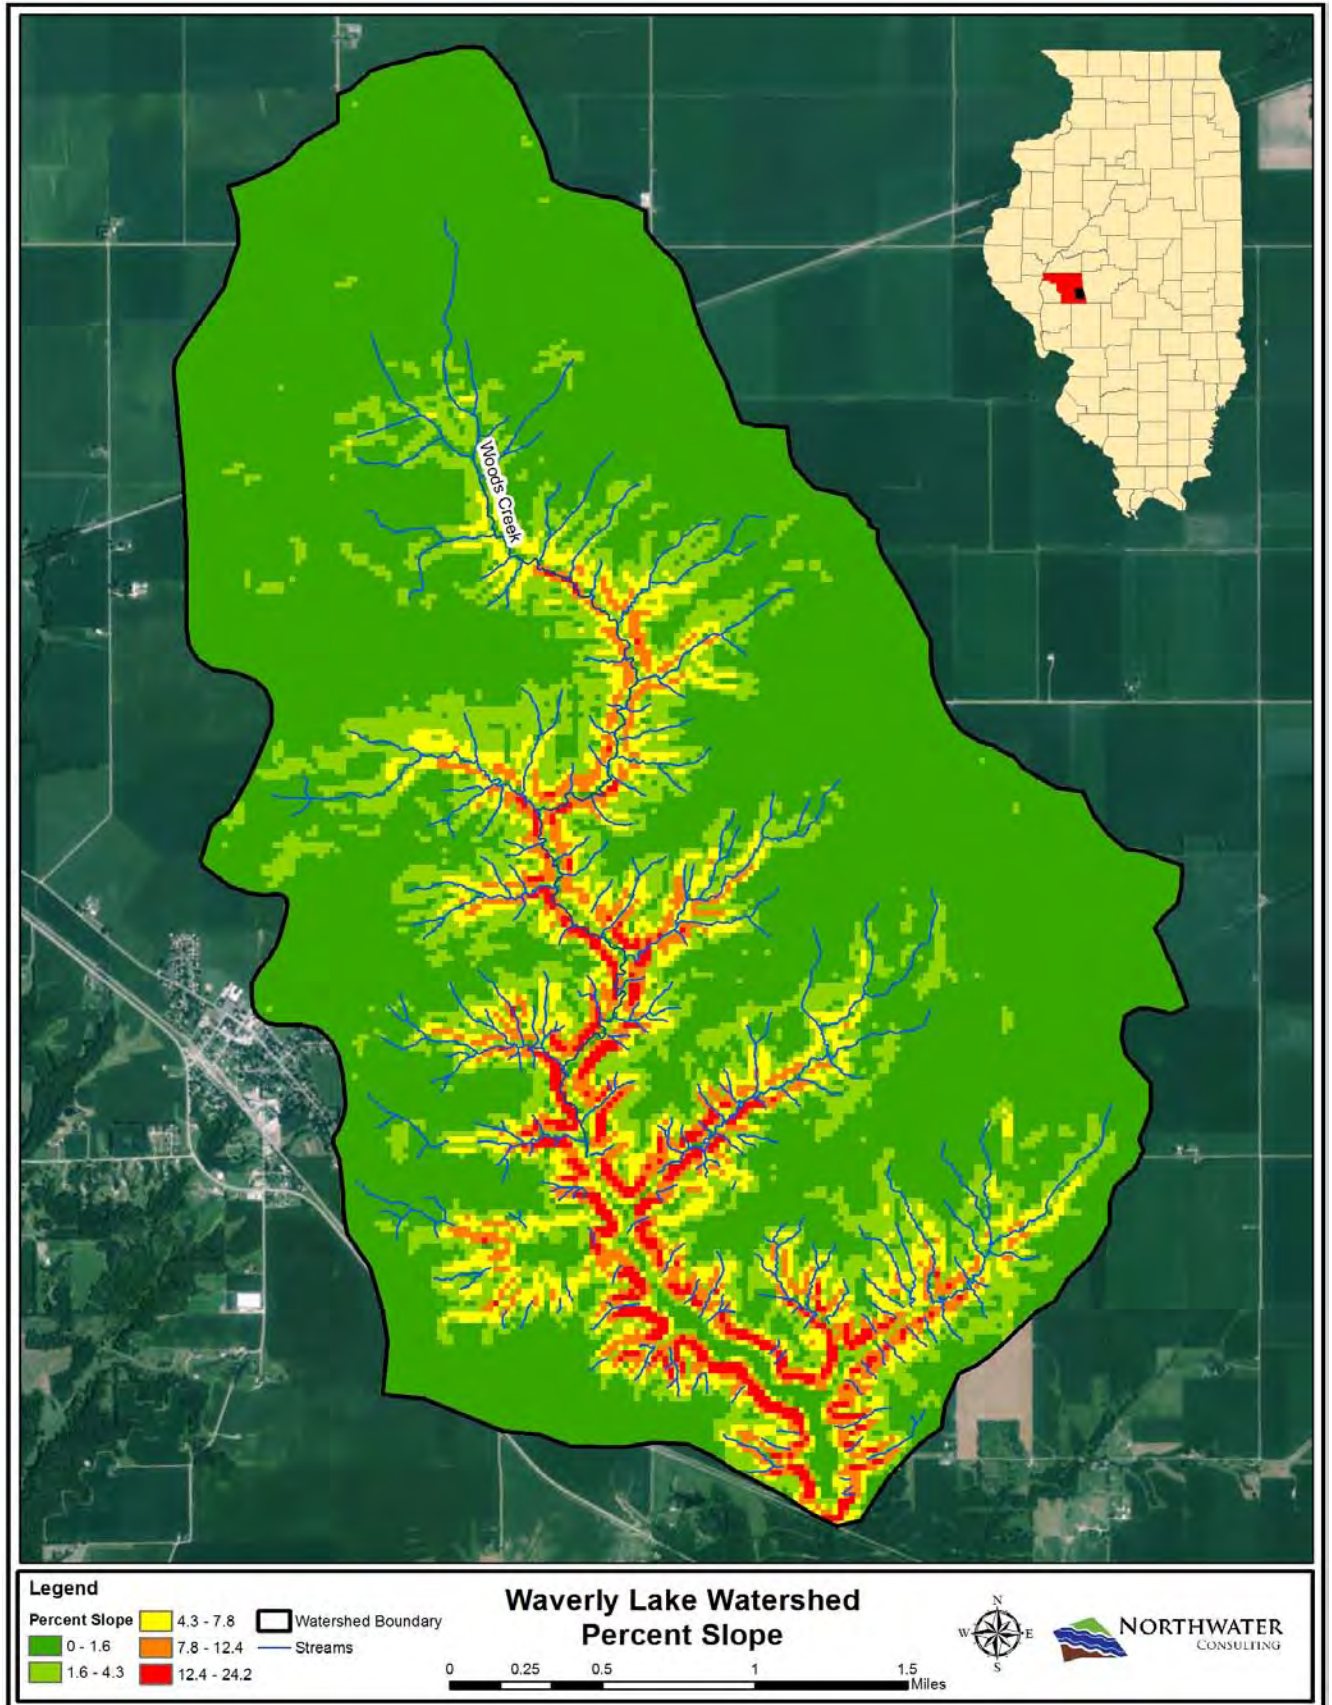 Woods Creek
Legend
Percent Slope
0 - 1.6
1.6 - 4.3
4.3 - 7.8
7.8 - 12.4
12.4 - 24.2
Watershed Boundary
Streams
Waverly Lake Watershed
Percent Slope
0 0.25 0.5 1 1.5
Miles
N
W E
S
NORTHWATER
CONSULTING